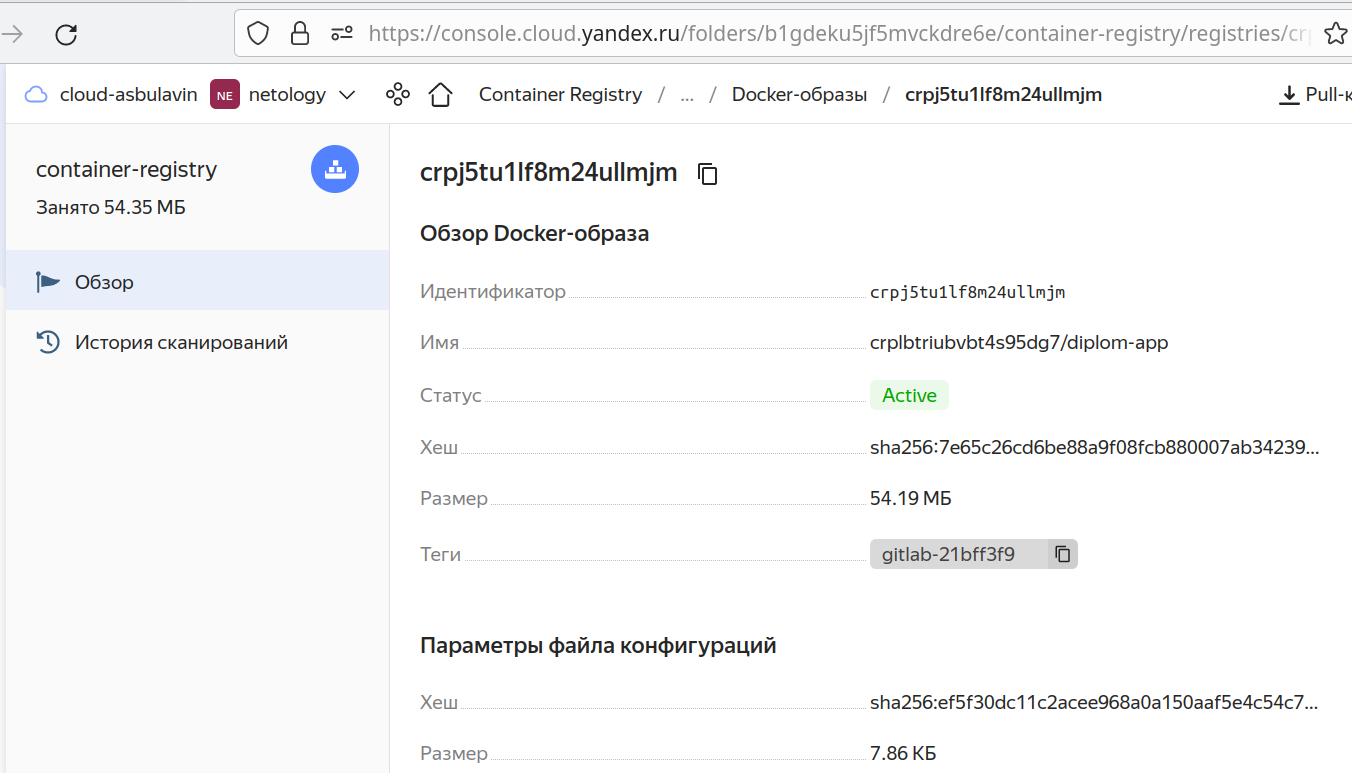 https://console.cloud.yandex.ru/folders/b1gdeku5jf5mvckdre6e/container-registry/registries/crp
cloud-asbulavin NE netology Container Registry / ... / Docker-образы / crpj5tu1lf8m24ullmjm Pull-к
container-registry
Занято 54.35 МБ
Обзор
История сканирований
crpj5tu1lf8m24ullmjm
Обзор Docker-образа
Идентификатор crpj5tu1lf8m24ullmjm
Имя crplbtriubvbt4s95dg7/diplom-app
Статус Active
Хеш sha256:7e65c26cd6be88a9f08fcb880007ab34239...
Размер 54.19 МБ
Теги gitlab-21bff3f9
Параметры файла конфигураций
Хеш sha256:ef5f30dc11c2acee968a0a150aaf5e4c54c7...
Размер 7.86 КБ